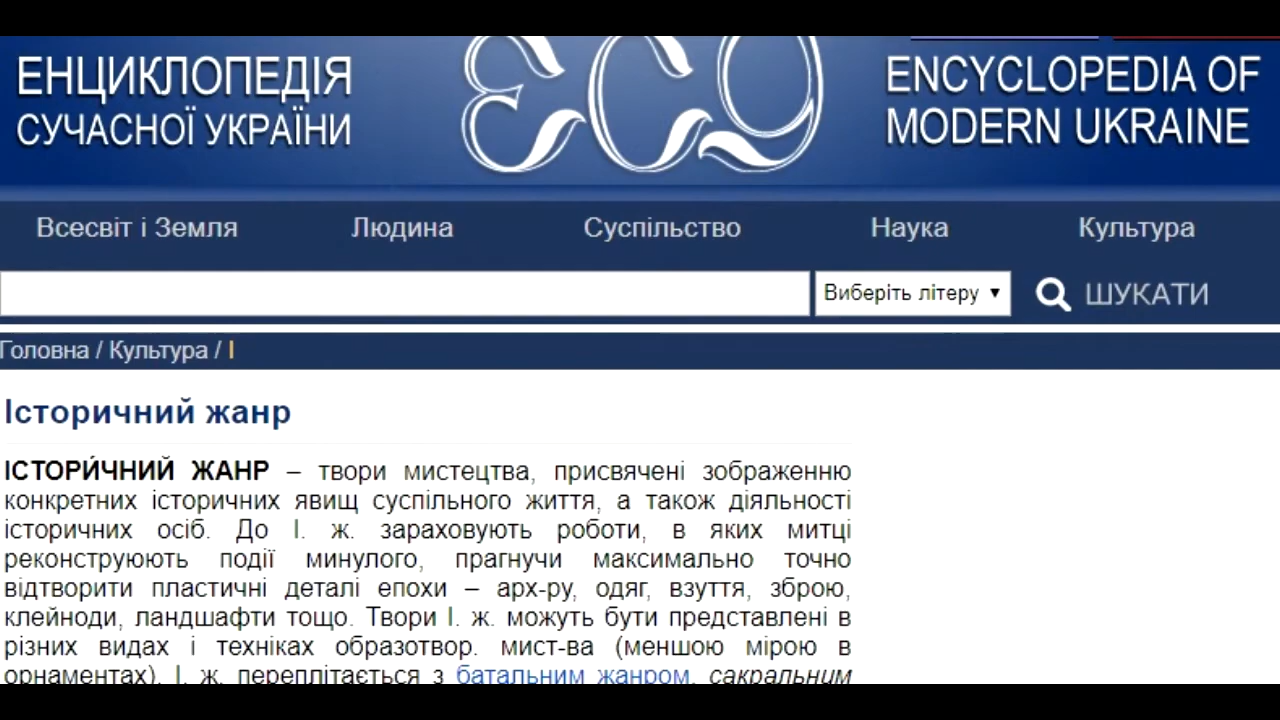 ЕНЦИКЛОПЕДІЯ
СУЧАСНОЇ УКРАЇНИ
ЕСУ
ENCYCLOPEDIA OF
MODERN UKRAINE
Всесвіт і Земля Людина Суспільство Наука Культура
Виберіть літеру ▼ ШУКАТИ
Головна / Культура / І
Історичний жанр
ІСТОРИ́ЧНИЙ ЖАНР – твори мистецтва, присвячені зображенню
конкретних історичних явищ суспільного життя, а також діяльності
історичних осіб. До І. ж. зараховують роботи, в яких митці
реконструюють події минулого, прагнучи максимально точно
відтворити пластичні деталі епохи – арх-ру, одяг, взуття, зброю,
клейноди, ландшафти тощо. Твори І. ж. можуть бути представлені в
різних видах і техніках образотвор. мист-ва (меншою мірою в
орнаментах). І. ж. переплітається з батальним жанром, сакральним